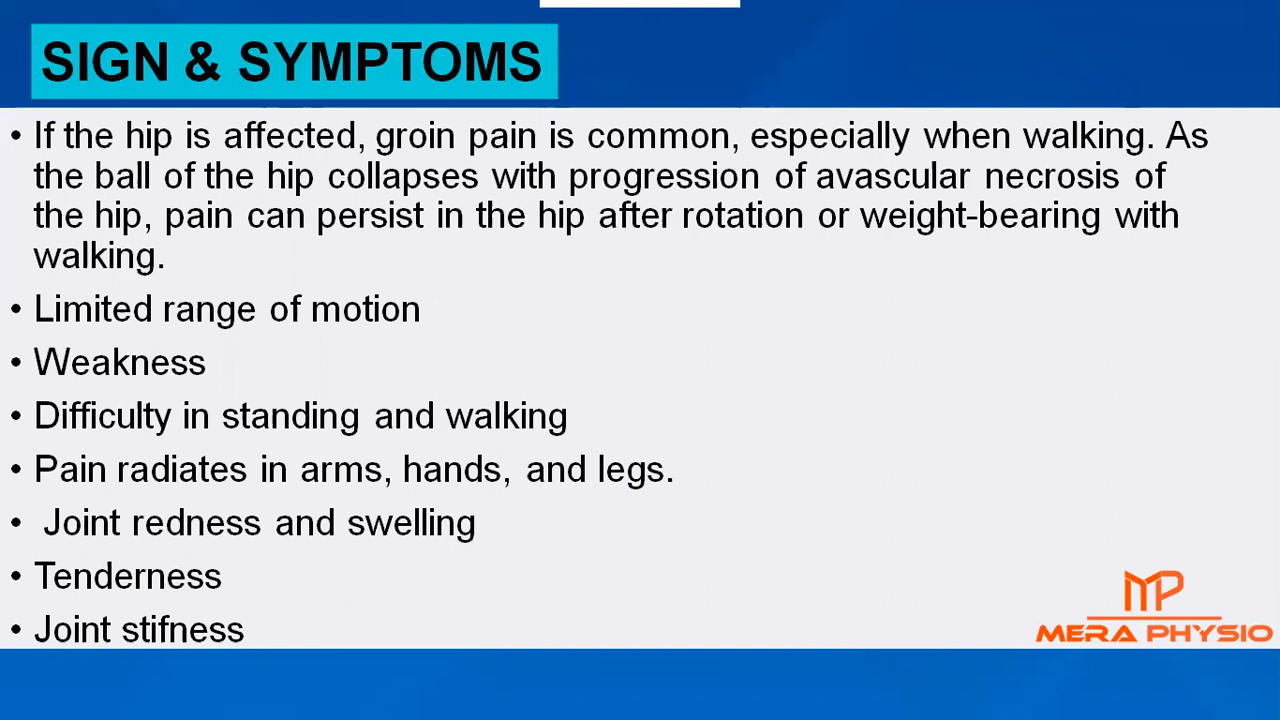 SIGN & SYMPTOMS
• If the hip is affected, groin pain is common, especially when walking. As
the ball of the hip collapses with progression of avascular necrosis of
the hip, pain can persist in the hip after rotation or weight-bearing with
walking.
• Limited range of motion
• Weakness
• Difficulty in standing and walking
• Pain radiates in arms, hands, and legs.
• Joint redness and swelling
• Tenderness
• Joint stifness
MP
MERA PHYSIO